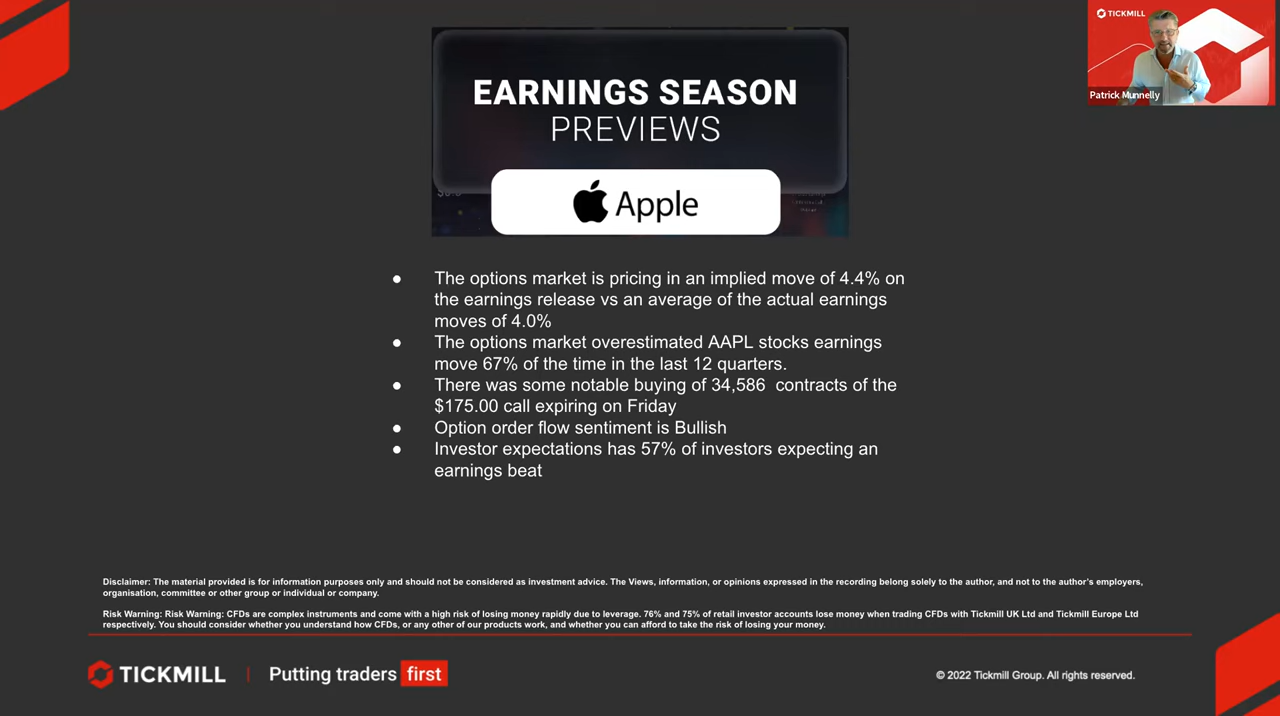 TICKMILL
Patrick Munnelly
EARNINGS SEASON
PREVIEWS
Apple
● The options market is pricing in an implied move of 4.4% on
the earnings release vs an average of the actual earnings
moves of 4.0%
● The options market overestimated AAPL stocks earnings
move 67% of the time in the last 12 quarters.
● There was some notable buying of 34,586  contracts of the
$175.00 call expiring on Friday
● Option order flow sentiment is Bullish
● Investor expectations has 57% of investors expecting an
earnings beat
Disclaimer: The material provided is for information purposes only and should not be considered as investment advice. The Views, information, or opinions expressed in the recording belong solely to the author, and not to the author's employers,
organisation, committee or other group or individual or company.
Risk Warning: Risk Warning: CFDs are complex instruments and come with a high risk of losing money rapidly due to leverage. 76% and 75% of retail investor accounts lose money when trading CFDs with Tickmill UK Ltd and Tickmill Europe Ltd
respectively. You should consider whether you understand how CFDs, or any other of our products work, and whether you can afford to take the risk of losing your money.
TICKMILL | Putting traders first
© 2022 Tickmill Group. All rights reserved.